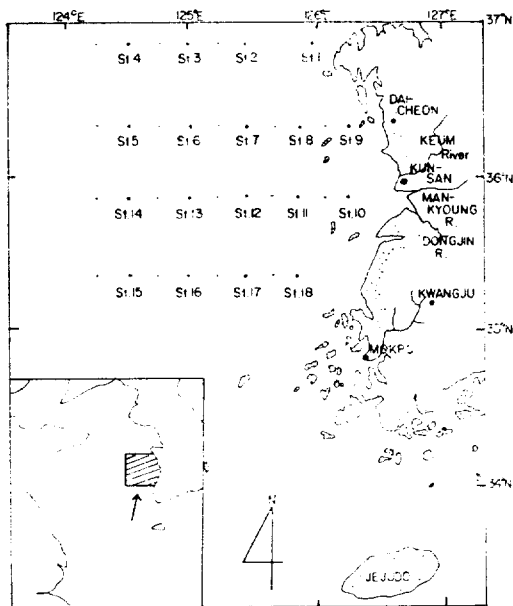 124°E 125°E 126°E 127°E
37°N
St.4 St.3 St.2 St.1
DAI-
CHEON
St.5 St.6 St.7 St.8 St.9
KEUM
River
KUN-
SAN
36°N
St.14 St.13 St.12 St.11 St.10
MAN-
KYOUNG
R.
DONGJIN
R.
St.15 St.16 St.17 St.18
KWANGJU
35°N
MOKPO
34°N
N
JEJUDO